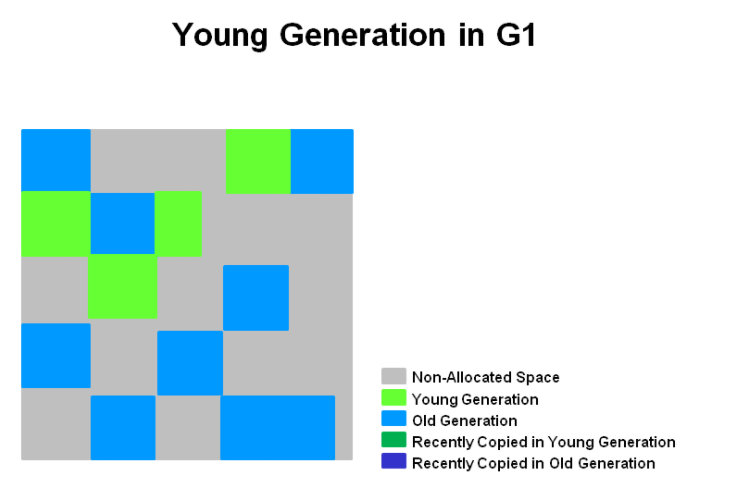 Young Generation in G1
Non-Allocated Space
Young Generation
Old Generation
Recently Copied in Young Generation
Recently Copied in Old Generation